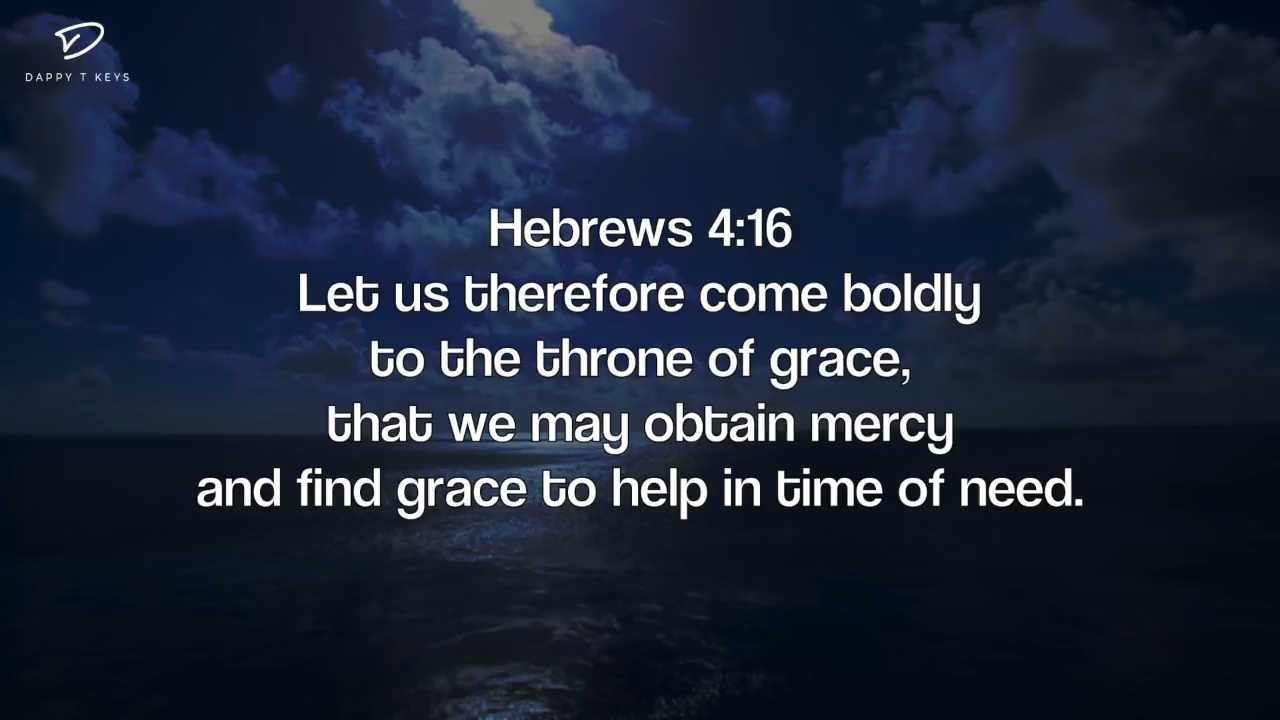 DAPPY T KEYS
Hebrews 4:16
Let us therefore come boldly
to the throne of grace,
that we may obtain mercy
and find grace to help in time of need.